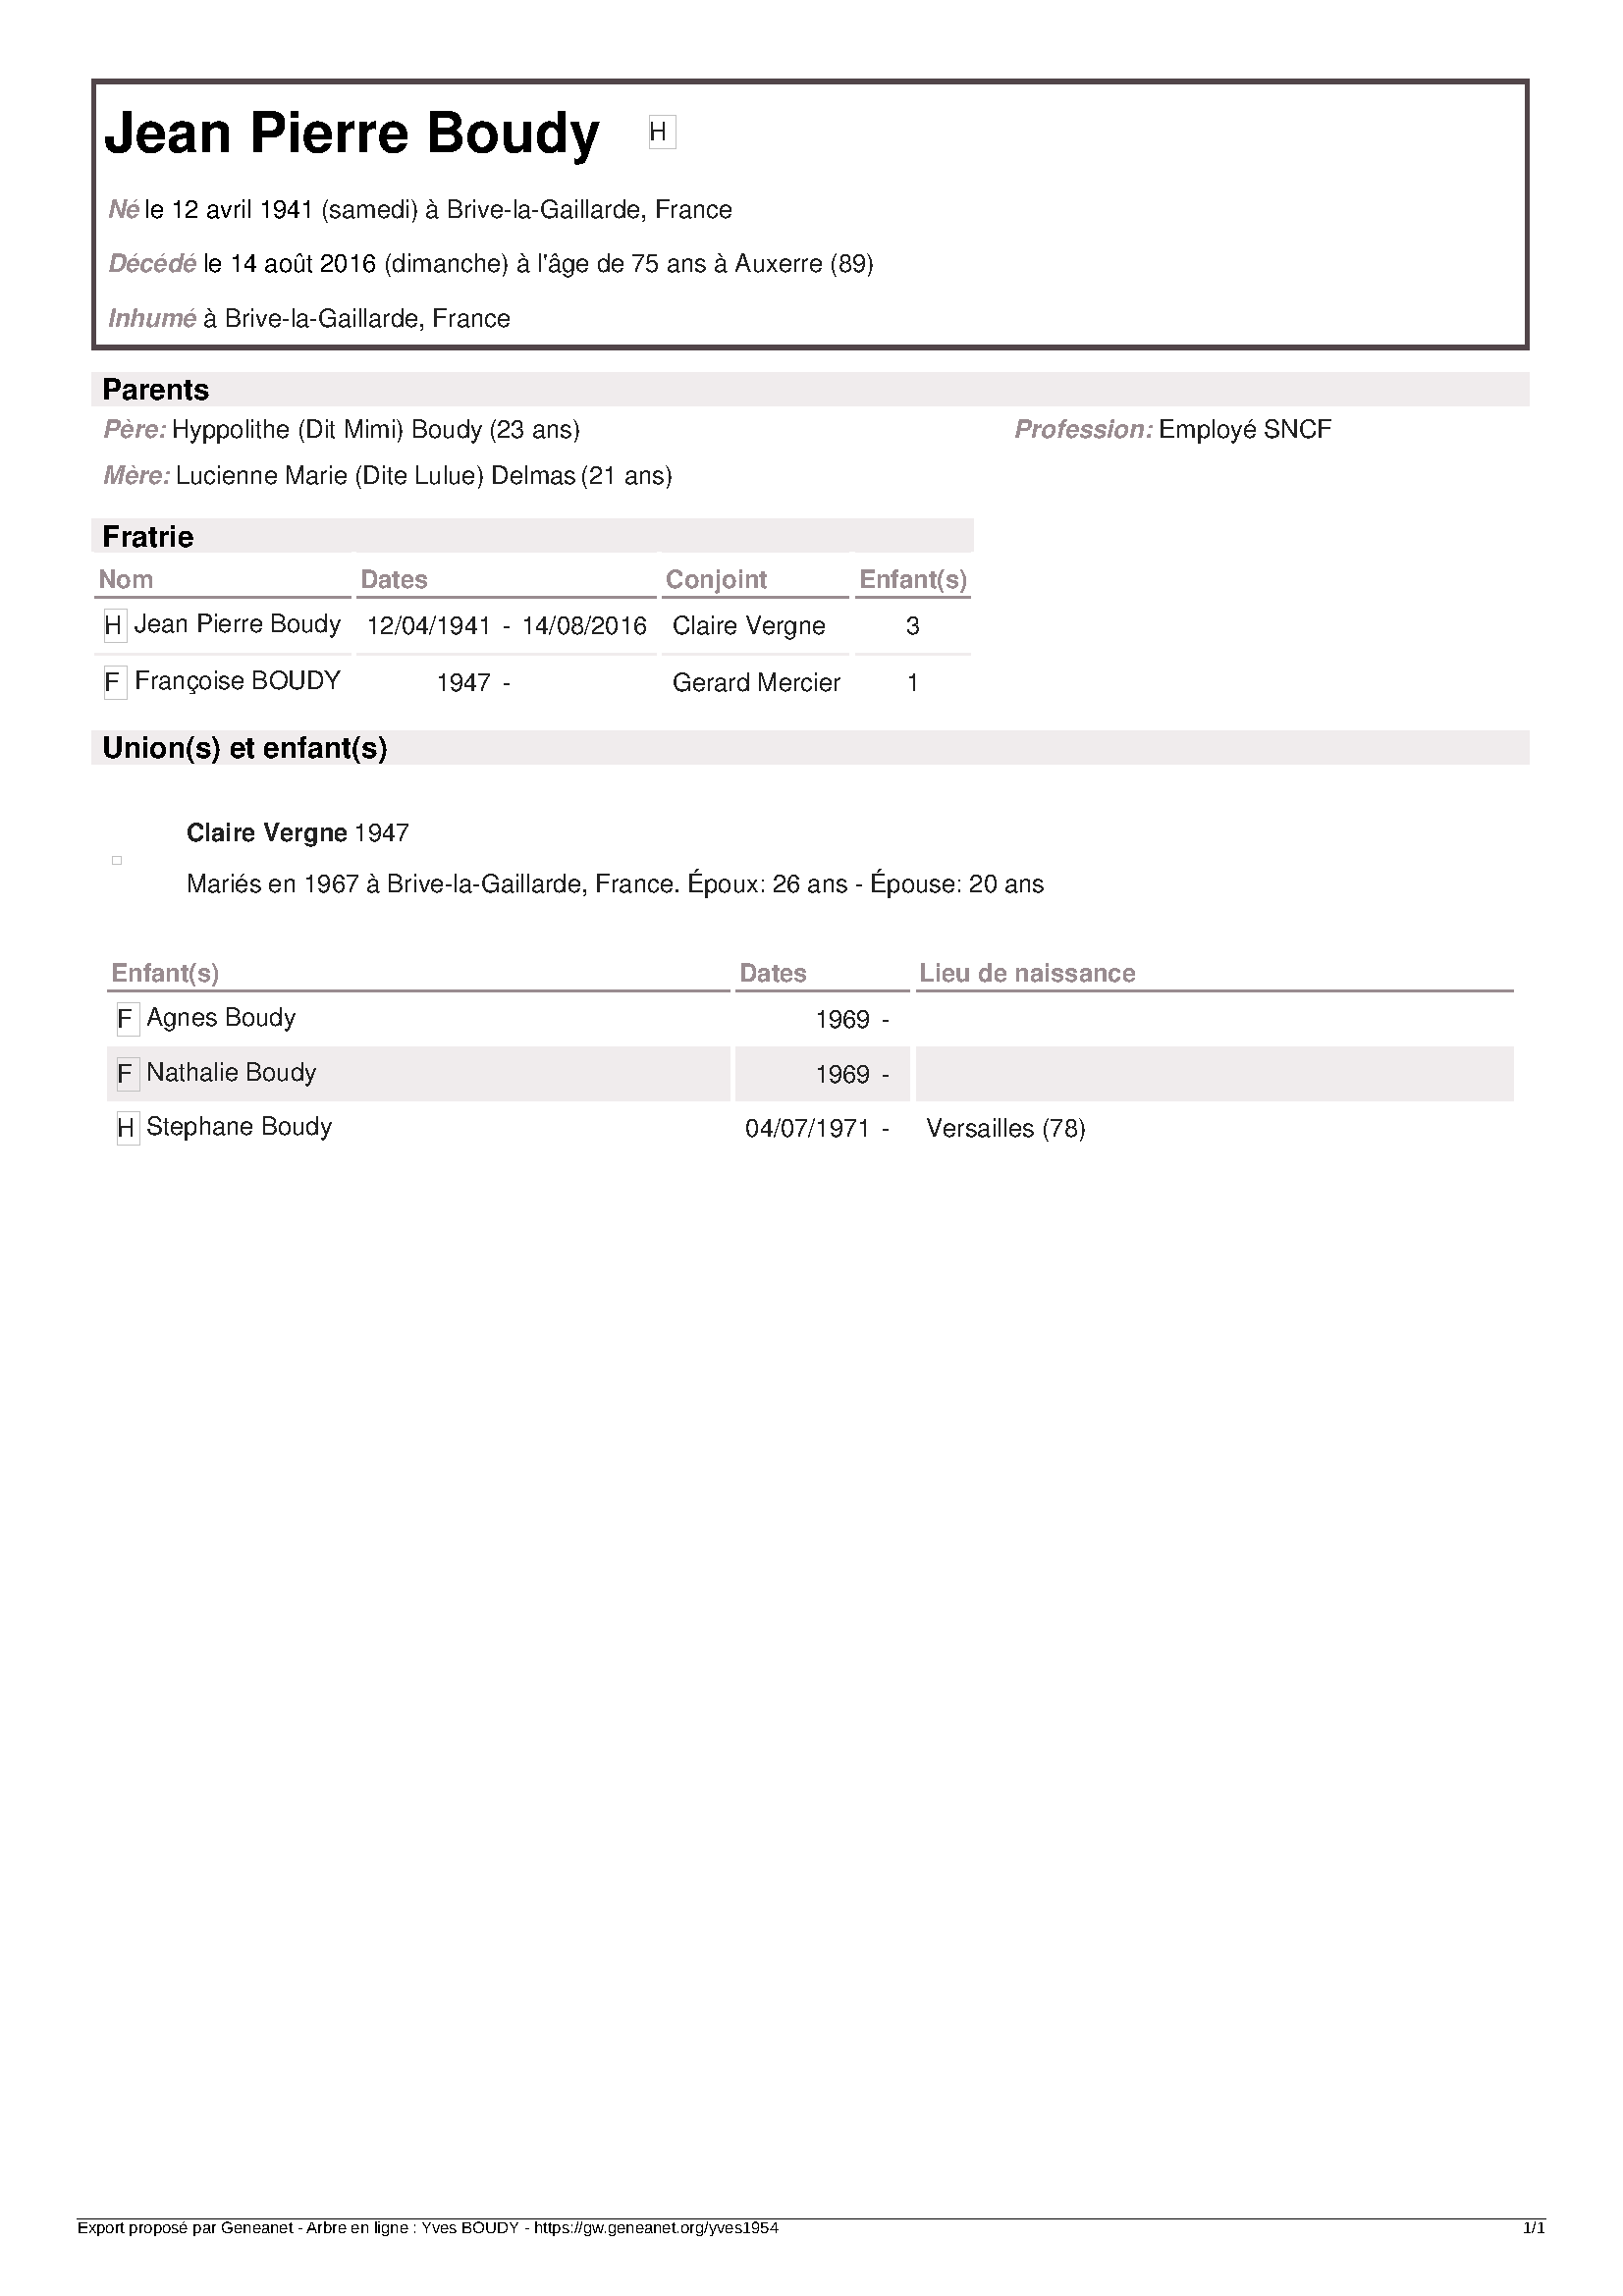 Jean Pierre Boudy H
Né le 12 avril 1941 (samedi) à Brive-la-Gaillarde, France
Décédé le 14 août 2016 (dimanche) à l'âge de 75 ans à Auxerre (89)
Inhumé à Brive-la-Gaillarde, France
Parents
Père: Hyppolithe (Dit Mimi) Boudy (23 ans) Profession: Employé SNCF
Mère: Lucienne Marie (Dite Lulue) Delmas (21 ans)
Fratrie
Nom Dates Conjoint Enfant(s)
H Jean Pierre Boudy 12/04/1941 - 14/08/2016 Claire Vergne 3
F Françoise BOUDY 1947 - Gerard Mercier 1
Union(s) et enfant(s)
Claire Vergne 1947
Mariés en 1967 à Brive-la-Gaillarde, France. Époux: 26 ans - Épouse: 20 ans
Enfant(s) Dates Lieu de naissance
F Agnes Boudy 1969 -
F Nathalie Boudy 1969 -
H Stephane Boudy 04/07/1971 - Versailles (78)
Export proposé par Geneanet - Arbre en ligne : Yves BOUDY - https://gw.geneanet.org/yves1954 1/1